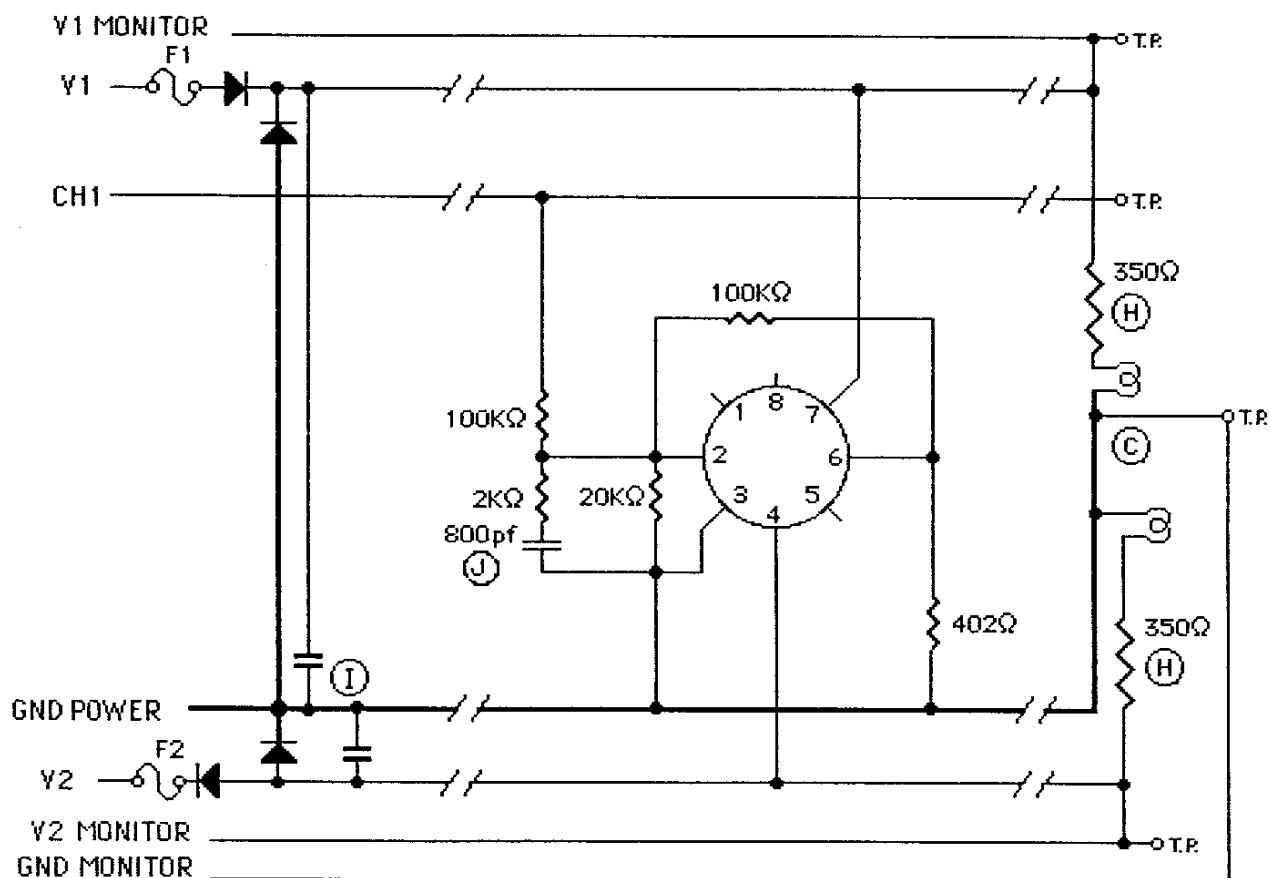 V1 MONITOR
T.P.
F1
V1
CH1
T.P.
350Ω
H
100KΩ
1 8 7
100KΩ
T.P.
2 6
C
2KΩ 20KΩ
3 4 5
800pf
J
402Ω
350Ω
H
I
GND POWER
F2
V2
V2 MONITOR
T.P.
GND MONITOR